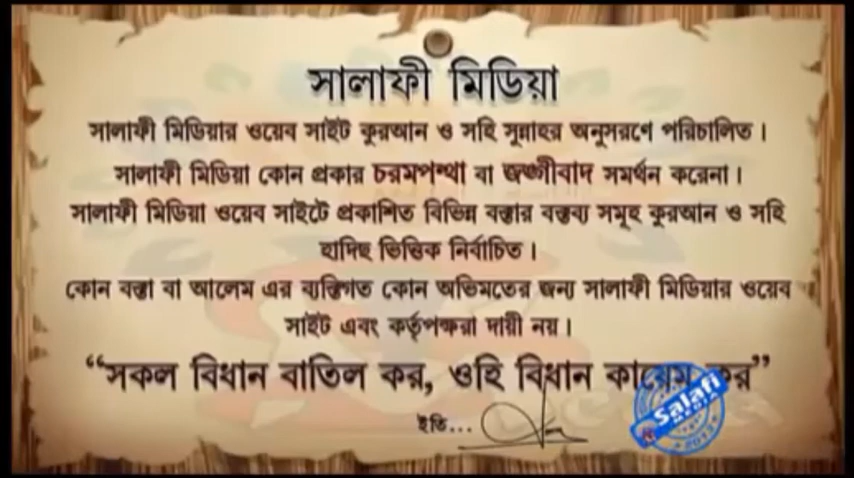 সালাফী মিডিয়া
সালাফী মিডিয়ার ওয়েব সাইট কুরআন ও সহি সুন্নাহর অনুসরণে পরিচালিত।
সালাফী মিডিয়া কোন প্রকার চরমপন্থা বা জঙ্গীবাদ সমর্থন করেনা।
সালাফী মিডিয়া ওয়েব সাইটে প্রকাশিত বিভিন্ন বক্তার বক্তব্য সমূহ কুরআন ও সহি
হাদিছ ভিত্তিক নির্বাচিত।
কোন বক্তা বা আলেম এর ব্যক্তিগত কোন অভিমতের জন্য সালাফী মিডিয়ার ওয়েব
সাইট এবং কর্তৃপক্ষরা দায়ী নয়।
“সকল বিধান বাতিল কর, ওহি বিধান কায়েম কর”
ইতি...
Salafi
MEDIA
2013